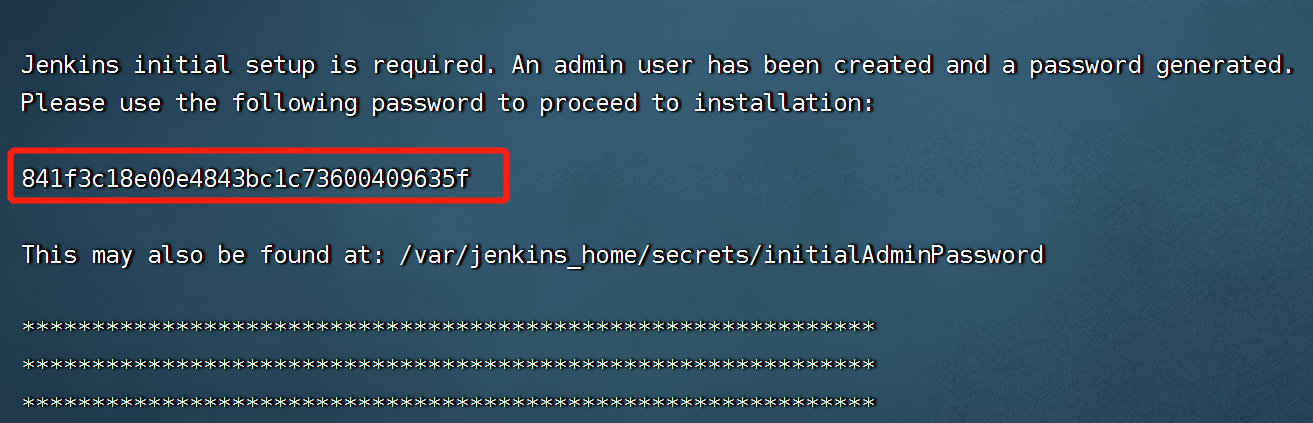 Jenkins initial setup is required. An admin user has been created and a password generated.
Please use the following password to proceed to installation:
841f3c18e00e4843bc1c73600409635f
This may also be found at: /var/jenkins_home/secrets/initialAdminPassword
*************************************************************
*************************************************************
*************************************************************